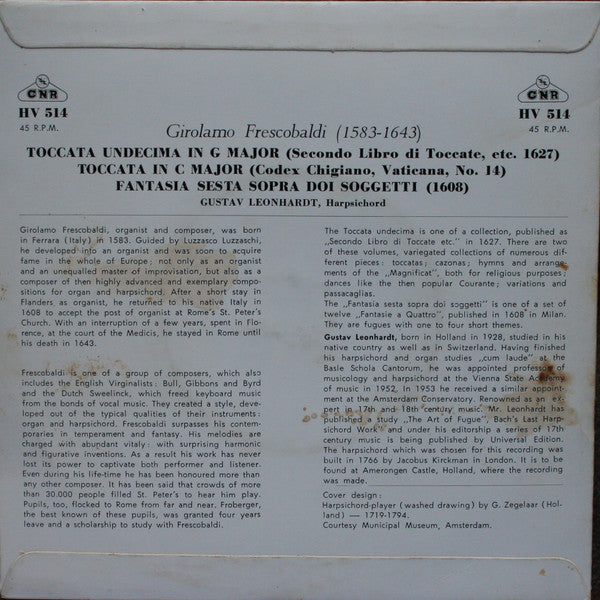 CNR
HV 514
45 R.P.M.
CNR
HV 514
45 R.P.M.
Girolamo Frescobaldi (1583-1643)
TOCCATA UNDECIMA IN G MAJOR (Secondo Libro di Toccate, etc. 1627)
TOCCATA IN C MAJOR (Codex Chigiano, Vaticana, No. 14)
FANTASIA SESTA SOPRA DOI SOGGETTI (1608)
GUSTAV LEONHARDT, Harpsichord
Girolamo Frescobaldi, organist and composer, was born
in Ferrara (Italy) in 1583. Guided by Luzzasco Luzzaschi,
he developed into an organist and was soon to acquire
fame in the whole of Europe; not only as an organist
and an unequalled master of improvisation, but also as a
composer of then highly advanced and exemplary compo-
sitions for organ and harpsichord. After a short stay in
Flanders as organist, he returned to his native Italy in
1608 to accept the post of organist at Rome's St. Peter's
Church. With an interruption of a few years, spent in Flo-
rence, at the court of the Medicis, he stayed in Rome until
his death in 1643.
Frescobaldi is one of a group of composers, which also
includes the English Virginalists: Bull, Gibbons and Byrd
and the Dutch Sweelinck, which freed keyboard music
from the bonds of vocal music. They created a style, deve-
loped out of the typical qualities of their instruments:
organ and harpsichord. Frescobaldi surpasses his contem-
poraries in temperament and fantasy. His melodies are
charged with abundant vitaly: with surprising harmonic
and figurative inventions. As a result his work has never
lost its power to captivate both performer and listener.
Even during his life-time he has been honoured more than
any other composer. It has been said that crowds of more
than 30.000 people filled St. Peter's to hear him play.
Pupils, too, flocked to Rome from far and near. Froberger,
the best known of these pupils, was granted four years
leave and a scholarship to study with Frescobaldi.
The Toccata undecima is one of a collection, published as
„Secondo Libro di Toccate etc." in 1627. There are two
of these volumes, variegated collections of numerous dif-
ferent pieces: toccatas; cazonas; hymns and arrange-
ments of the „Magnificat", both for religious purposes;
dances like the then popular Courante; variations and
passacaglias.
The „Fantasia sesta sopra doi soggetti" is one of a set of
twelve „Fantasie a Quattro", published in 1608 in Milan.
They are fugues with one to four short themes.
Gustav Leonhardt, born in Holland in 1928, studied in his
native country as well as in Switzerland. Having finished
his harpsichord and organ studies „cum laude" at the
Basle Schola Cantorum, he was appointed professor of
musicology and harpsichord at the Vienna State Academy
of music in 1952. In 1953 he received a similar appoint-
ment at the Amsterdam Conservatory. Renowned as an ex-
pert in 17th and 18th century music. Mr. Leonhardt has
published a study „The Art of Fugue", Bach's Last Harp-
sichord Work" and under his editorship a series of 17th
century music is being published by Universal Edition.
The harpsichord which was chosen for this recording was
built in 1766 by Jacobus Kirckman in London. It is to be
found at Amerongen Castle, Holland, where the recording
was made.
Cover design:
Harpsichord-player (washed drawing) by G. Zegelaar (Hol-
land) — 1719-1794.
Courtesy Municipal Museum, Amsterdam.